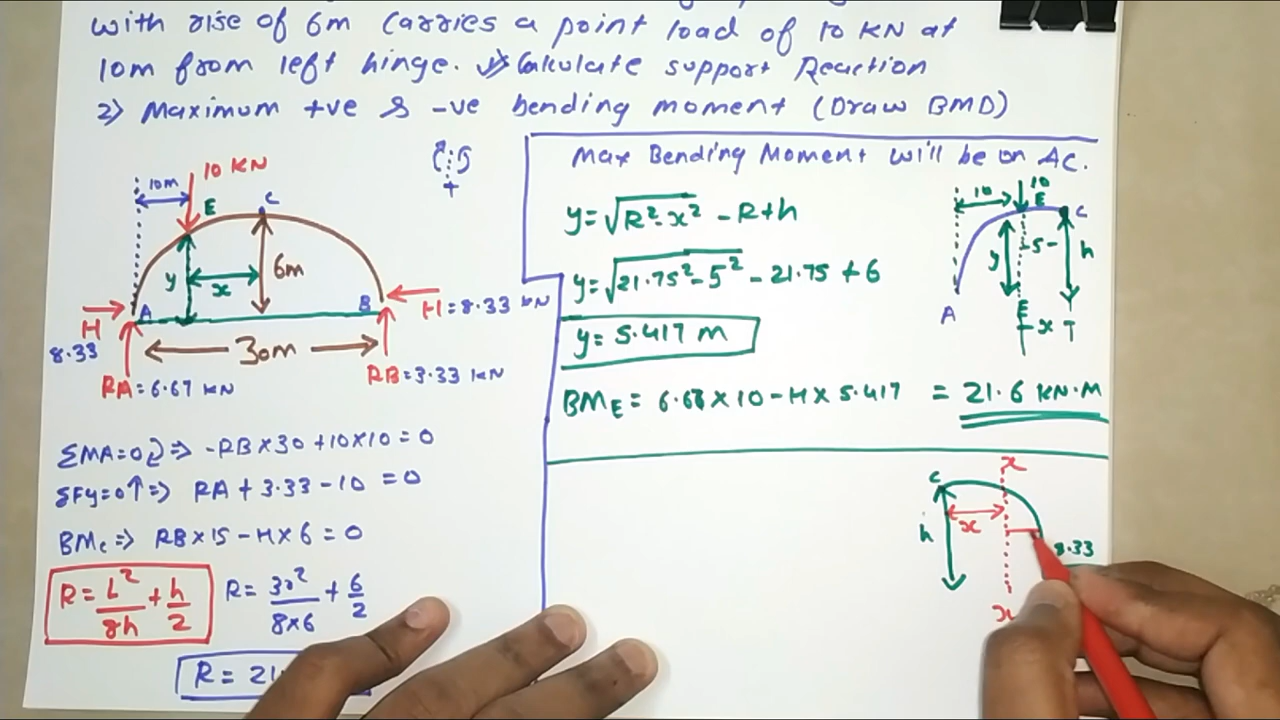 with rise of 6m carries a point load of 10 KN at
10m from left hinge. 1) Calculate support Reaction
2) Maximum +ve & -ve bending moment (Draw BMD)
10 KN
10m
E
C
y
x
6m
A
B
H
8.33
H = 8.33 KN
30m
RA = 6.67 KN
RB = 3.33 KN
+
ΣMA=0 ⇒ -RB×30 +10×10 = 0
ΣFy=0↑ ⇒ RA + 3.33 - 10 = 0
BMc ⇒ RB×15 - H×6 = 0
R = L²/8h + h/2
R = 30²/8×6 + 6/2
R = 21
Max Bending Moment will be on AC.
y = √R²-x² - R+h
y = √21.75²-5² - 21.75 + 6
y = 5.417 m
BME = 6.67×10 - H×5.417 = 21.6 KN.M
10
10
E
C
y
-5-
h
A
E
x
x
C
x
h
8.33
x